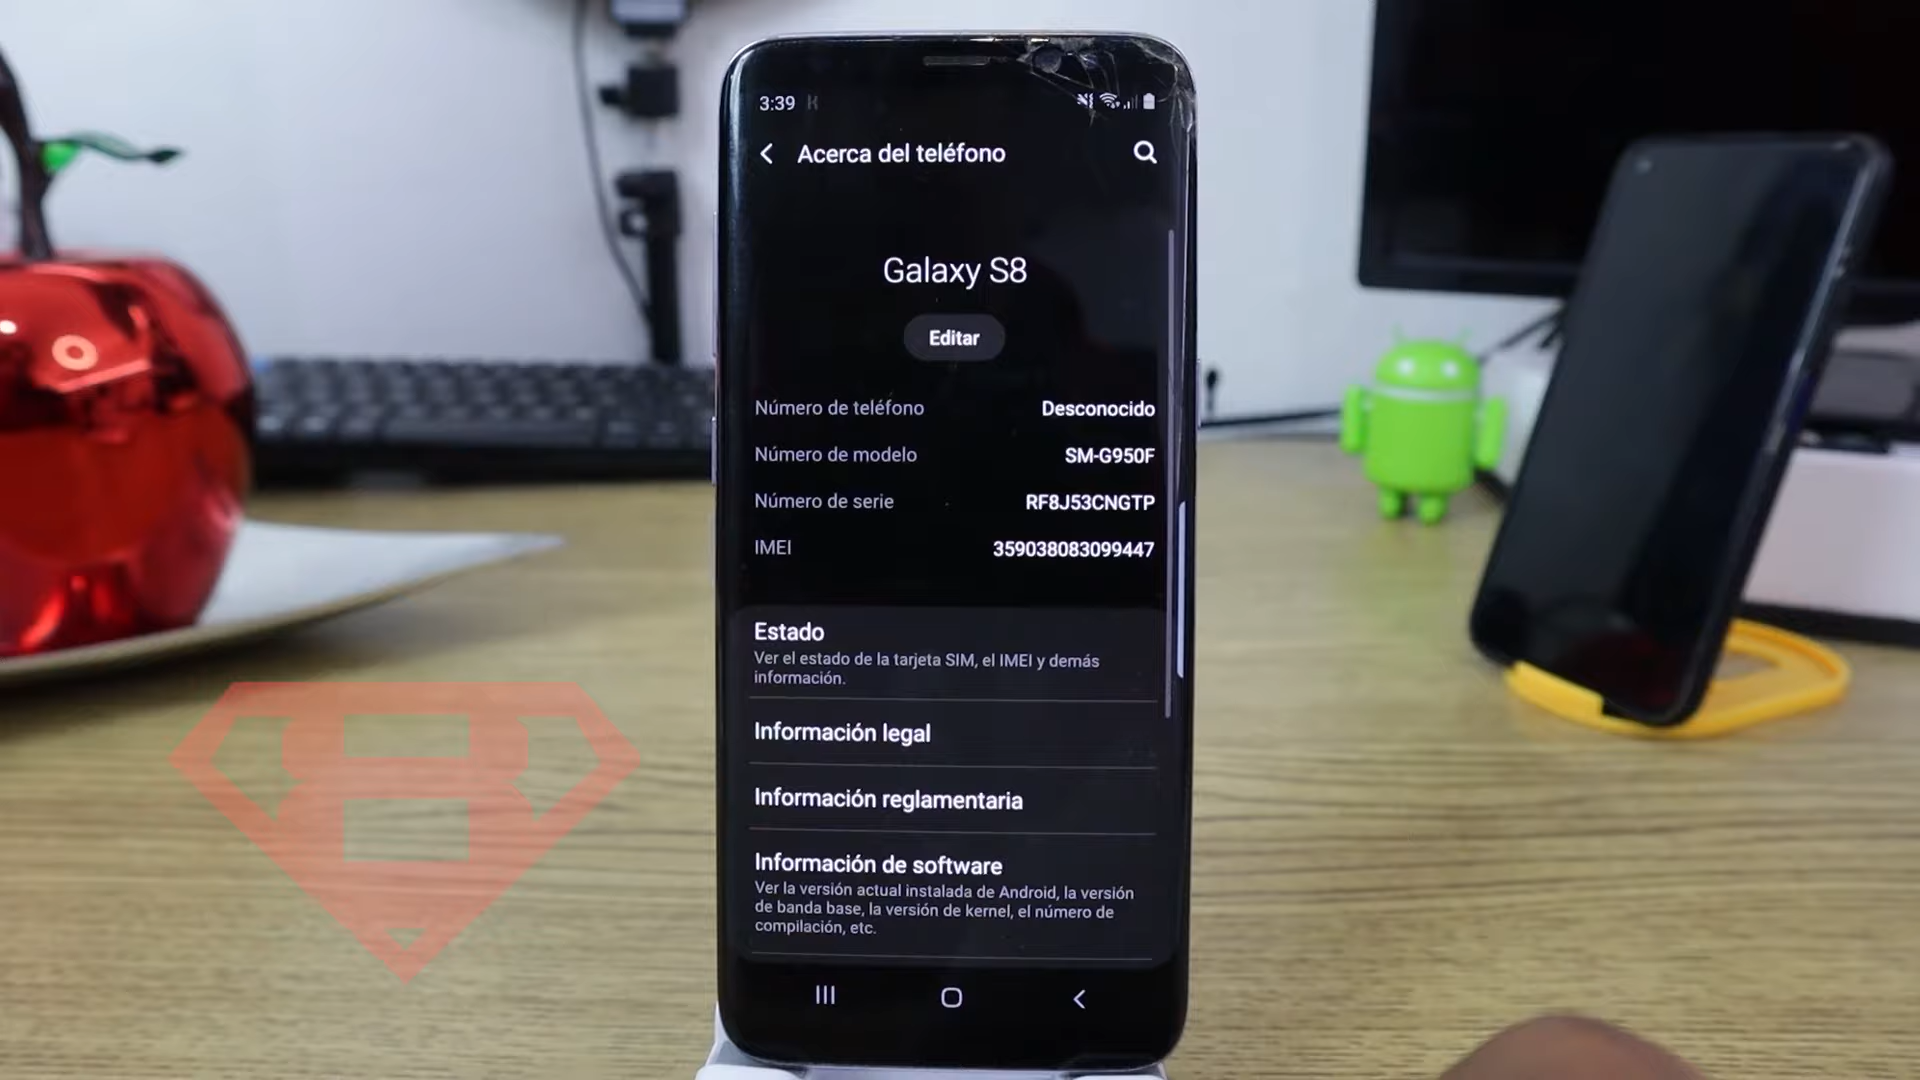 3:39
Acerca del teléfono
Galaxy S8
Editar
Número de teléfono Desconocido
Número de modelo SM-G950F
Número de serie RF8J53CNGTP
IMEI 359038083099447
Estado
Ver el estado de la tarjeta SIM, el IMEI y demás
información.
Información legal
Información reglamentaria
Información de software
Ver la versión actual instalada de Android, la versión
de banda base, la versión de kernel, el número de
compilación, etc.